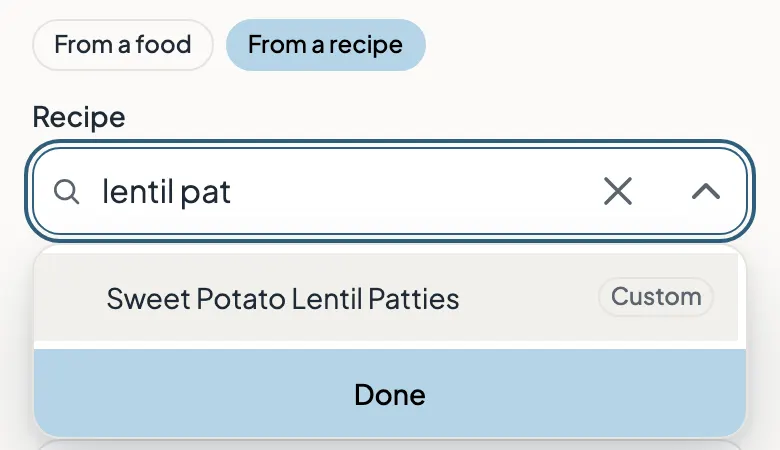 From a food
From a recipe
Recipe
lentil pat
Sweet Potato Lentil Patties
Custom
Done